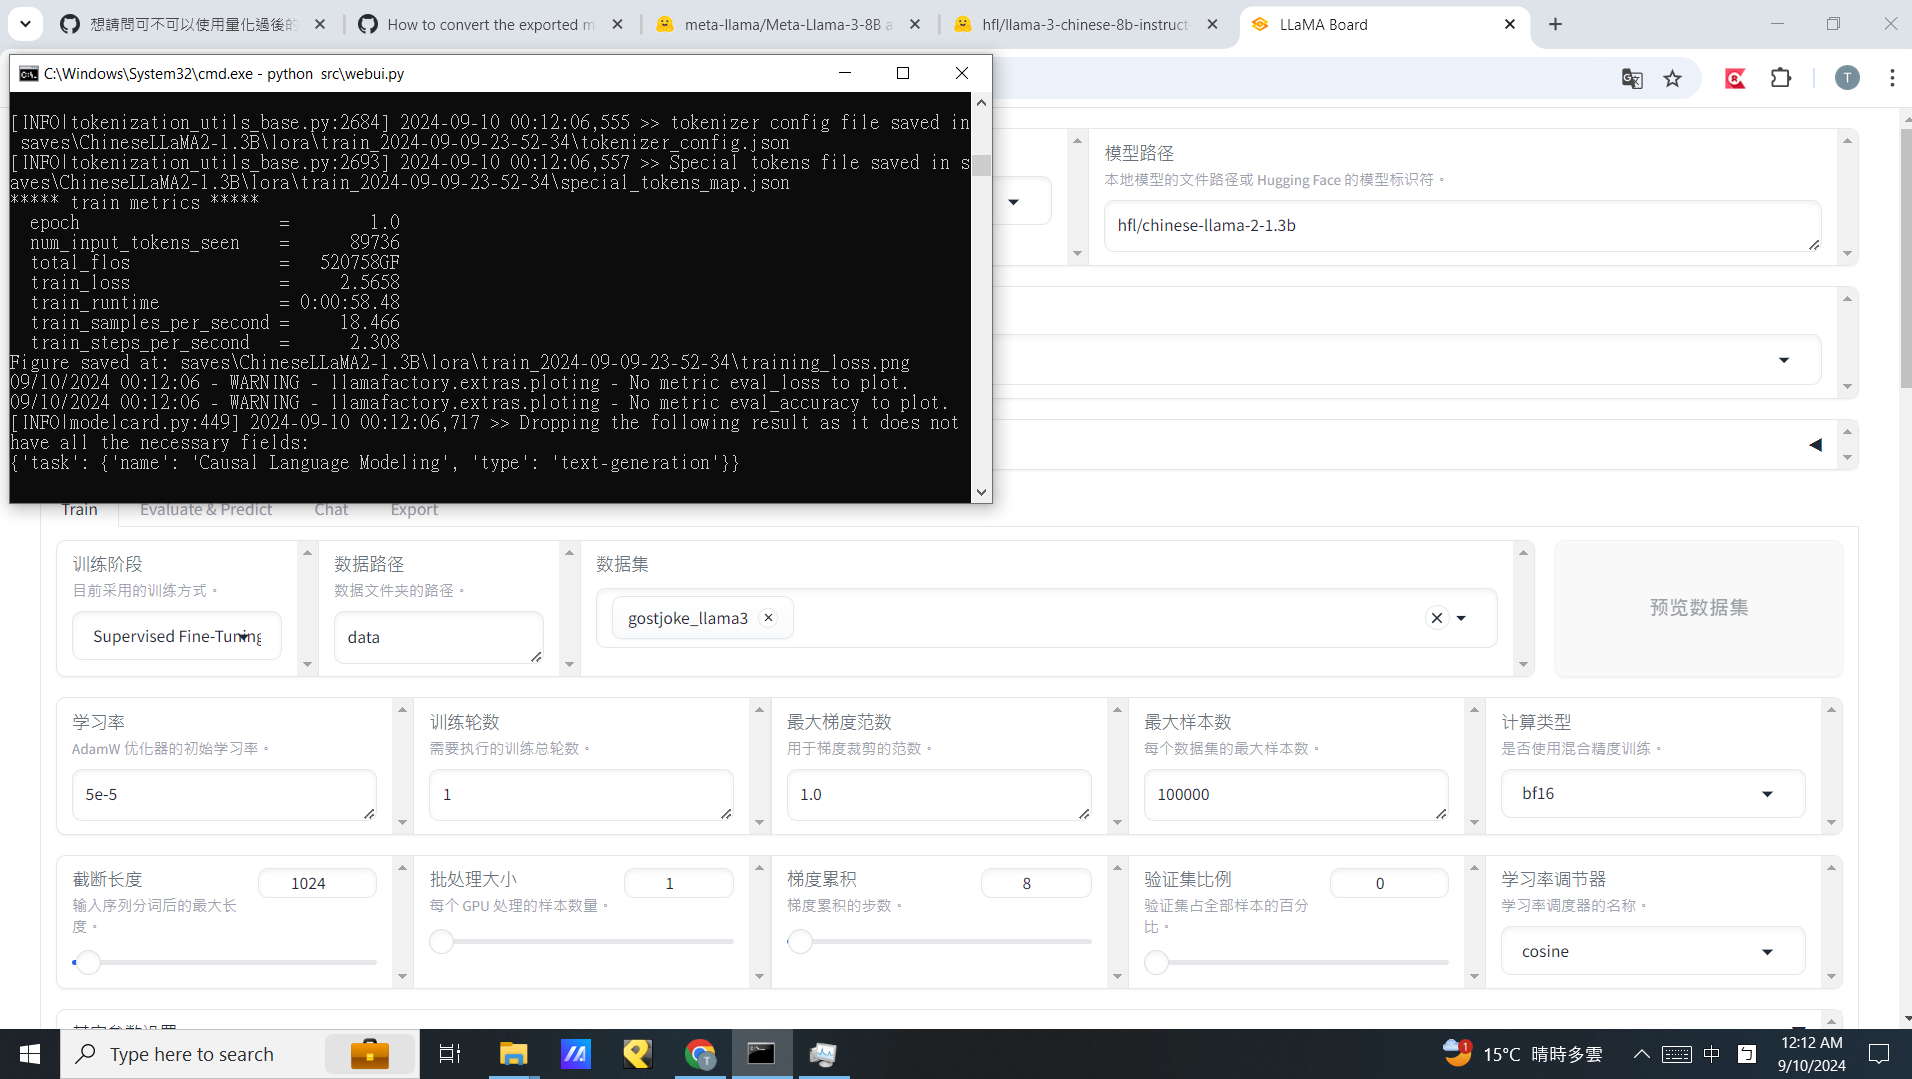 想請問可不可以使用量化過後的
How to convert the exported m
meta-llama/Meta-Llama-3-8B a
hfl/llama-3-chinese-8b-instruct
LLaMA Board
C:\Windows\System32\cmd.exe - python  src\webui.py
T
[INFO|tokenization_utils_base.py:2684] 2024-09-10 00:12:06,555 >> tokenizer config file saved in
saves\ChineseLLaMA2-1.3B\lora\train_2024-09-09-23-52-34\tokenizer_config.json
[INFO|tokenization_utils_base.py:2693] 2024-09-10 00:12:06,557 >> Special tokens file saved in s
aves\ChineseLLaMA2-1.3B\lora\train_2024-09-09-23-52-34\special_tokens_map.json
***** train metrics *****
epoch = 1.0
num_input_tokens_seen = 89736
total_flos = 520758GF
train_loss = 2.5658
train_runtime = 0:00:58.48
train_samples_per_second = 18.466
train_steps_per_second = 2.308
Figure saved at: saves\ChineseLLaMA2-1.3B\lora\train_2024-09-09-23-52-34\training_loss.png
09/10/2024 00:12:06 - WARNING - llamafactory.extras.ploting - No metric eval_loss to plot.
09/10/2024 00:12:06 - WARNING - llamafactory.extras.ploting - No metric eval_accuracy to plot.
[INFO|modelcard.py:449] 2024-09-10 00:12:06,717 >> Dropping the following result as it does not
have all the necessary fields:
{'task': {'name': 'Causal Language Modeling', 'type': 'text-generation'}}
模型路径
本地模型的文件路径或 Hugging Face 的模型标识符。
hfl/chinese-llama-2-1.3b
Train
Evaluate & Predict
Chat
Export
训练阶段
目前采用的训练方式。
Supervised Fine-Tuning
数据路径
数据文件夹的路径。
data
数据集
gostjoke_llama3
预览数据集
学习率
AdamW 优化器的初始学习率。
5e-5
训练轮数
需要执行的训练总轮数。
1
最大梯度范数
用于梯度裁剪的范数。
1.0
最大样本数
每个数据集的最大样本数。
100000
计算类型
是否使用混合精度训练。
bf16
截断长度
1024
输入序列分词后的最大长
度。
批处理大小
1
每个 GPU 处理的样本数量。
梯度累积
8
梯度累积的步数。
验证集比例
0
验证集占全部样本的百分
比。
学习率调节器
学习率调度器的名称。
cosine
其它参数设置
Type here to search
1
15°C 晴時多雲
中
12:12 AM
9/10/2024